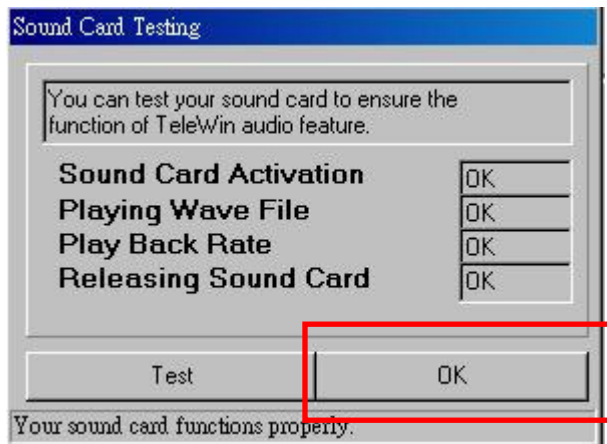 Sound Card Testing
You can test your sound card to ensure the
function of TeleWin audio feature.
Sound Card Activation OK
Playing Wave File OK
Play Back Rate OK
Releasing Sound Card OK
Test OK
Your sound card functions properly.